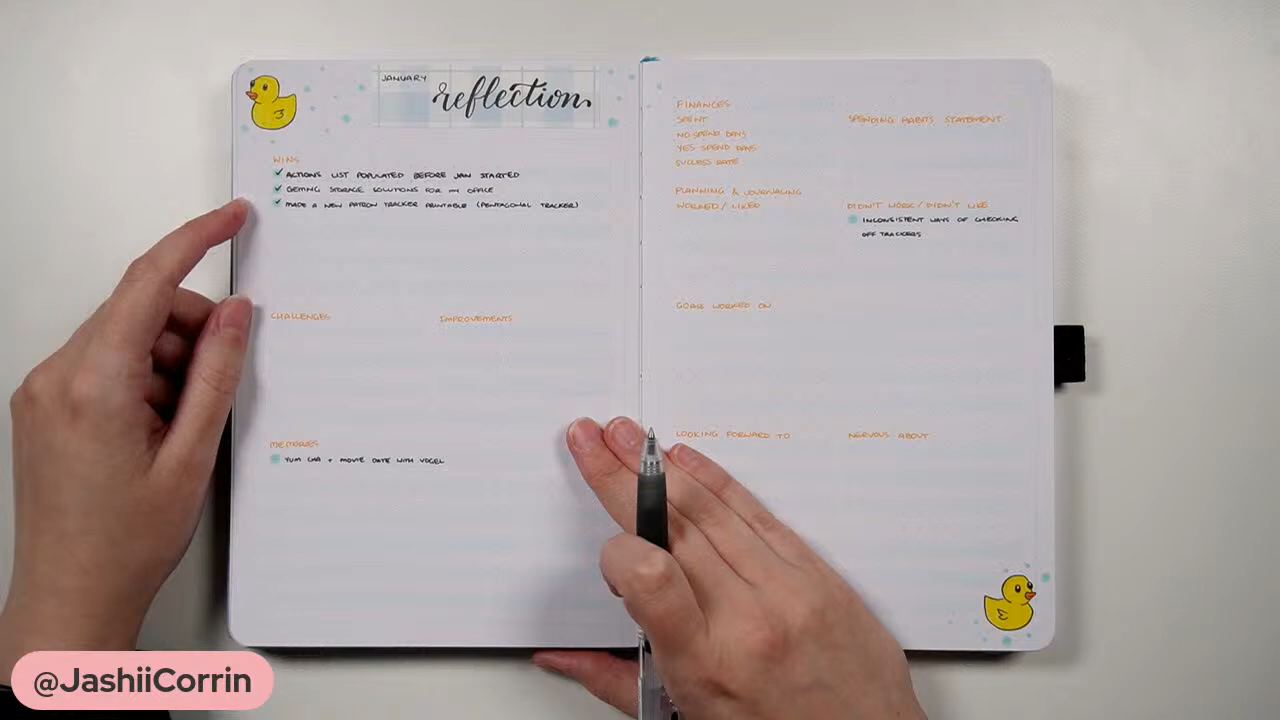 JANUARY
reflection
WINS
ACTIONS LIST POPULATED BEFORE JAN STARTED
GETTING STORAGE SOLUTIONS FOR MY OFFICE
MADE A NEW PATRON TRACKER PRINTABLE (PENTAGONAL TRACKER)
CHALLENGES
IMPROVEMENTS
MEMORIES
YUM CHA + MOVIE DATE WITH VOGEL
FINANCES
SPENT
NO SPEND DAYS
YES SPEND DAYS
SUCCESS RATE
SPENDING HABITS STATEMENT
PLANNING & JOURNALING
WORKED / LIKED
DIDN'T WORK / DIDN'T LIKE
INCONSISTENT WAYS OF CHECKING
OFF TRACKERS
GOALS WORKED ON
LOOKING FORWARD TO
NERVOUS ABOUT
@JashiiCorrin